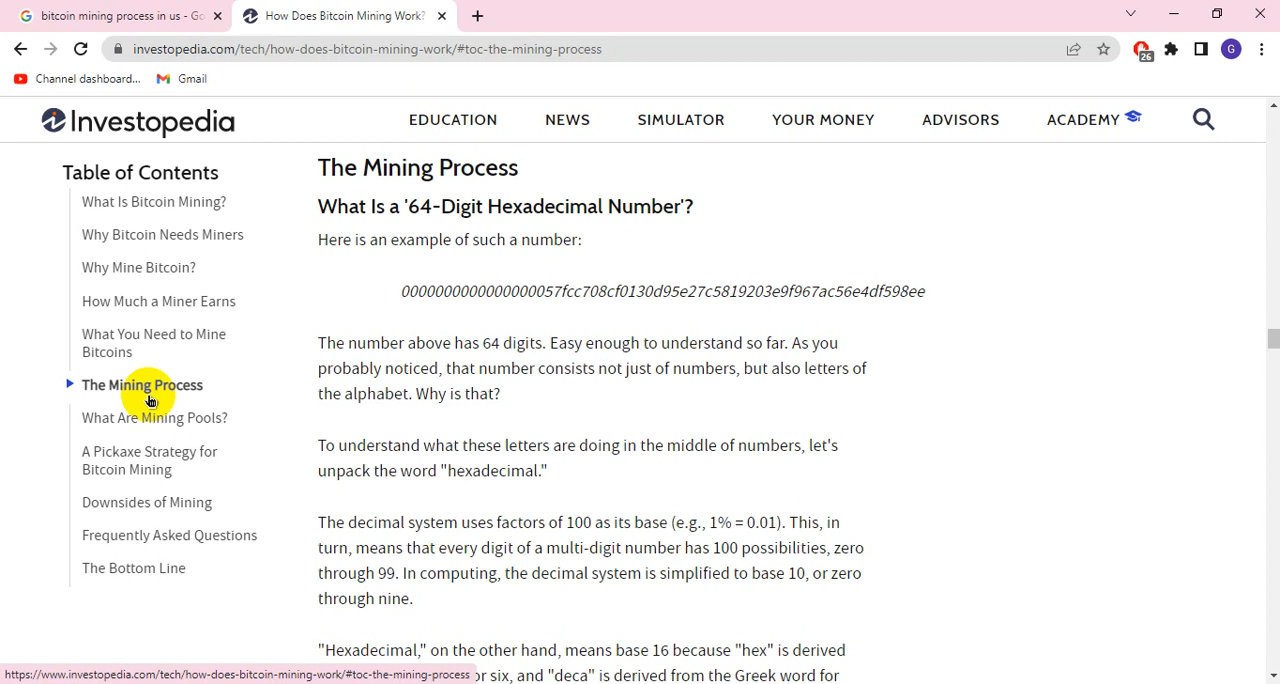 bitcoin mining process in us - Go
How Does Bitcoin Mining Work?
investopedia.com/tech/how-does-bitcoin-mining-work/#toc-the-mining-process
26
G
Channel dashboard...
Gmail
Investopedia
EDUCATION
NEWS
SIMULATOR
YOUR MONEY
ADVISORS
ACADEMY
Table of Contents
What Is Bitcoin Mining?
Why Bitcoin Needs Miners
Why Mine Bitcoin?
How Much a Miner Earns
What You Need to Mine
Bitcoins
The Mining Process
What Are Mining Pools?
A Pickaxe Strategy for
Bitcoin Mining
Downsides of Mining
Frequently Asked Questions
The Bottom Line
The Mining Process
What Is a '64-Digit Hexadecimal Number'?
Here is an example of such a number:
0000000000000000057fcc708cf0130d95e27c5819203e9f967ac56e4df598ee
The number above has 64 digits. Easy enough to understand so far. As you
probably noticed, that number consists not just of numbers, but also letters of
the alphabet. Why is that?
To understand what these letters are doing in the middle of numbers, let's
unpack the word "hexadecimal."
The decimal system uses factors of 100 as its base (e.g., 1% = 0.01). This, in
turn, means that every digit of a multi-digit number has 100 possibilities, zero
through 99. In computing, the decimal system is simplified to base 10, or zero
through nine.
"Hexadecimal," on the other hand, means base 16 because "hex" is derived
or six, and "deca" is derived from the Greek word for
https://www.investopedia.com/tech/how-does-bitcoin-mining-work/#toc-the-mining-process